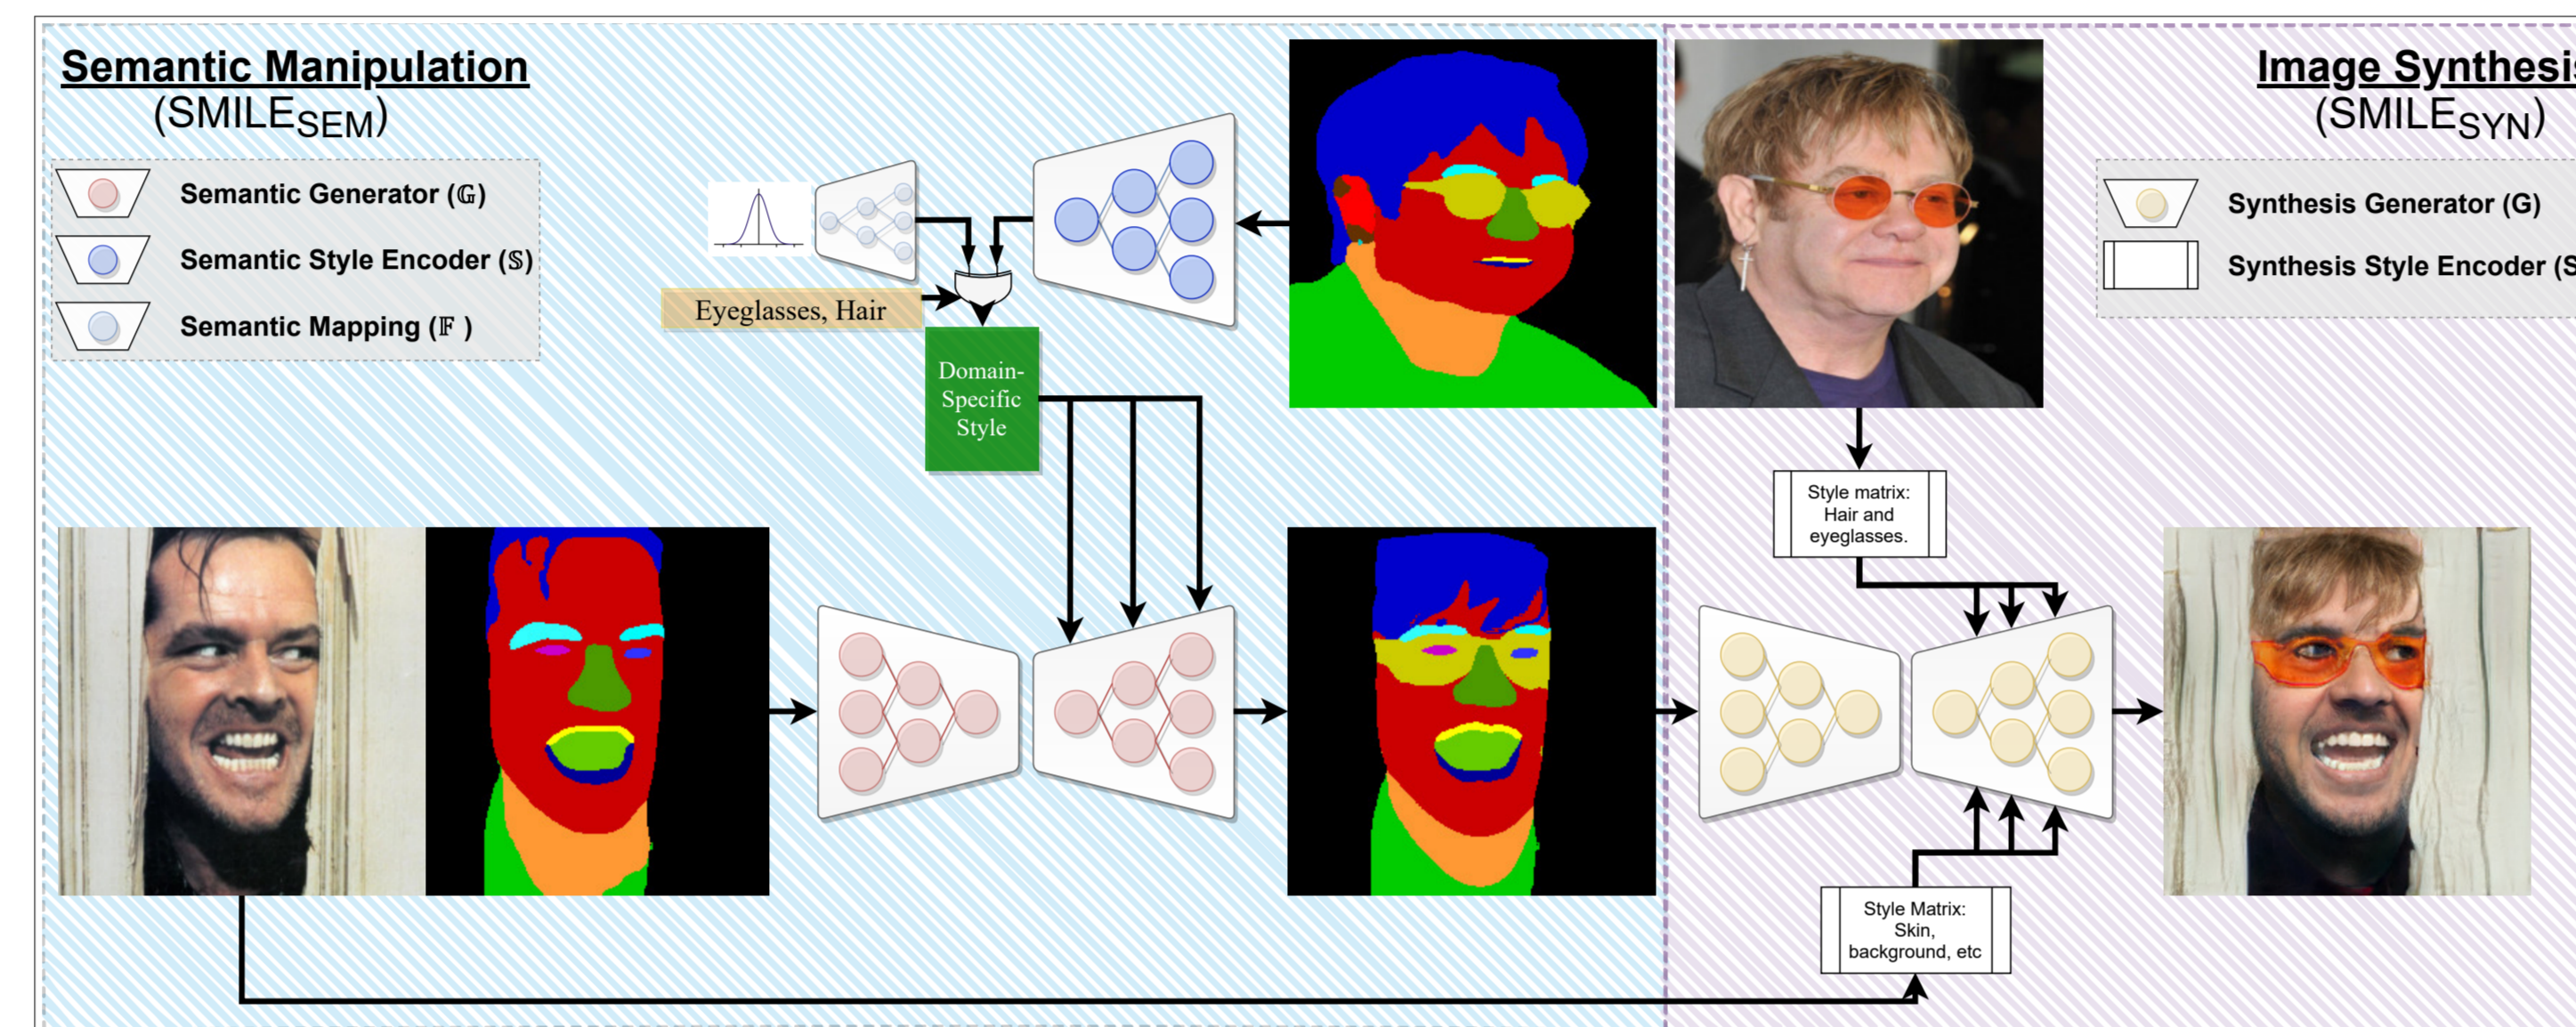 Semantic Manipulation
(SMILESEM)
Semantic Generator (𝔾)
Semantic Style Encoder (𝕊)
Semantic Mapping (𝔽 )
Eyeglasses, Hair
Domain-
Specific
Style
Image Synthesis
(SMILESYN)
Synthesis Generator (G)
Synthesis Style Encoder (S
Style matrix:
Hair and
eyeglasses.
Style Matrix:
Skin,
background, etc